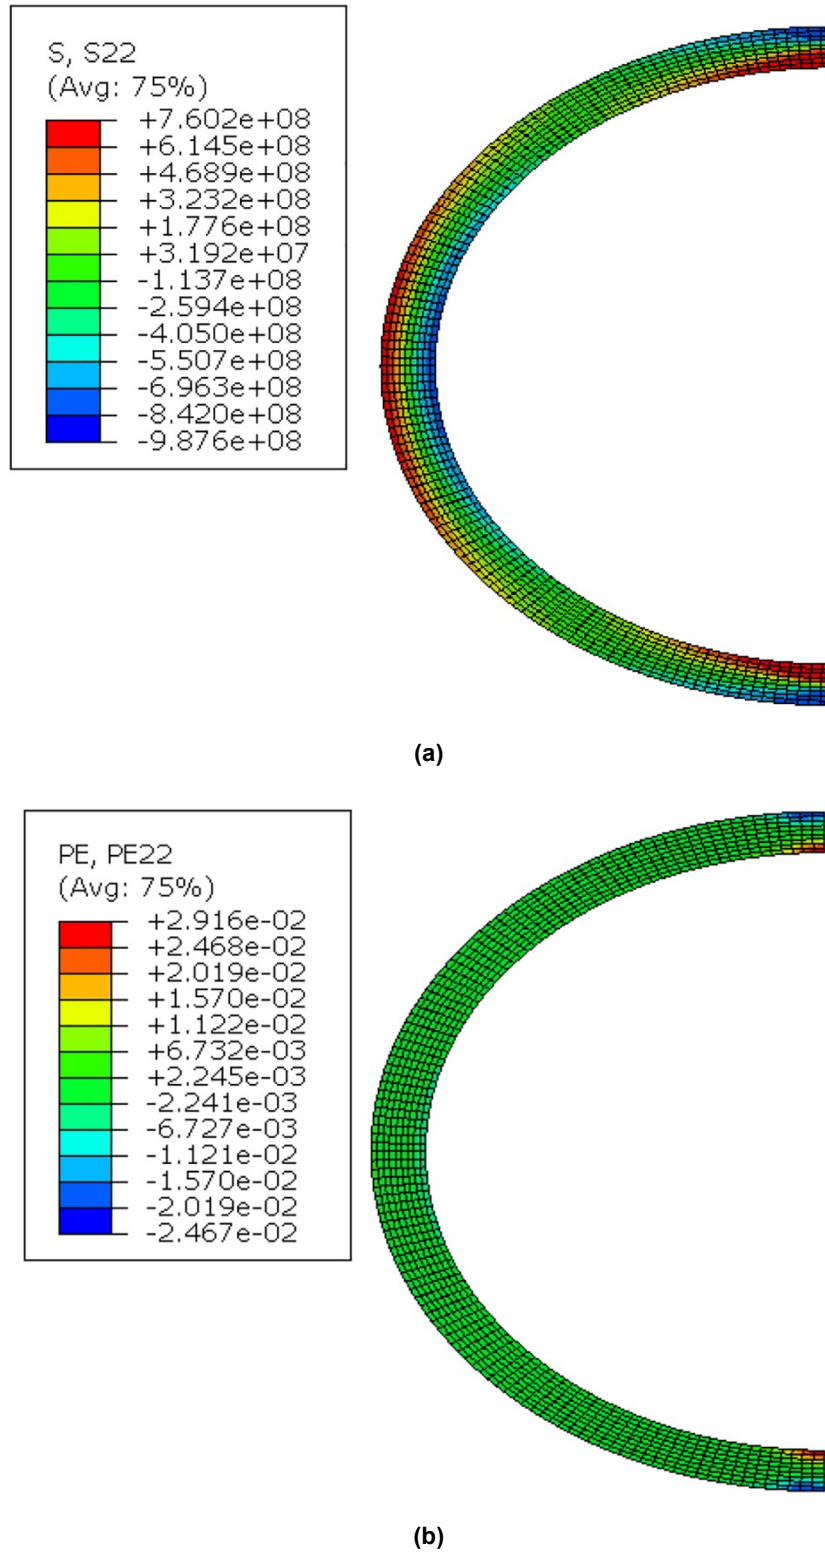 S, S22
(Avg: 75%)
+7.602e+08
+6.145e+08
+4.689e+08
+3.232e+08
+1.776e+08
+3.192e+07
-1.137e+08
-2.594e+08
-4.050e+08
-5.507e+08
-6.963e+08
-8.420e+08
-9.876e+08
(a)
PE, PE22
(Avg: 75%)
+2.916e-02
+2.468e-02
+2.019e-02
+1.570e-02
+1.122e-02
+6.732e-03
+2.245e-03
-2.241e-03
-6.727e-03
-1.121e-02
-1.570e-02
-2.019e-02
-2.467e-02
(b)